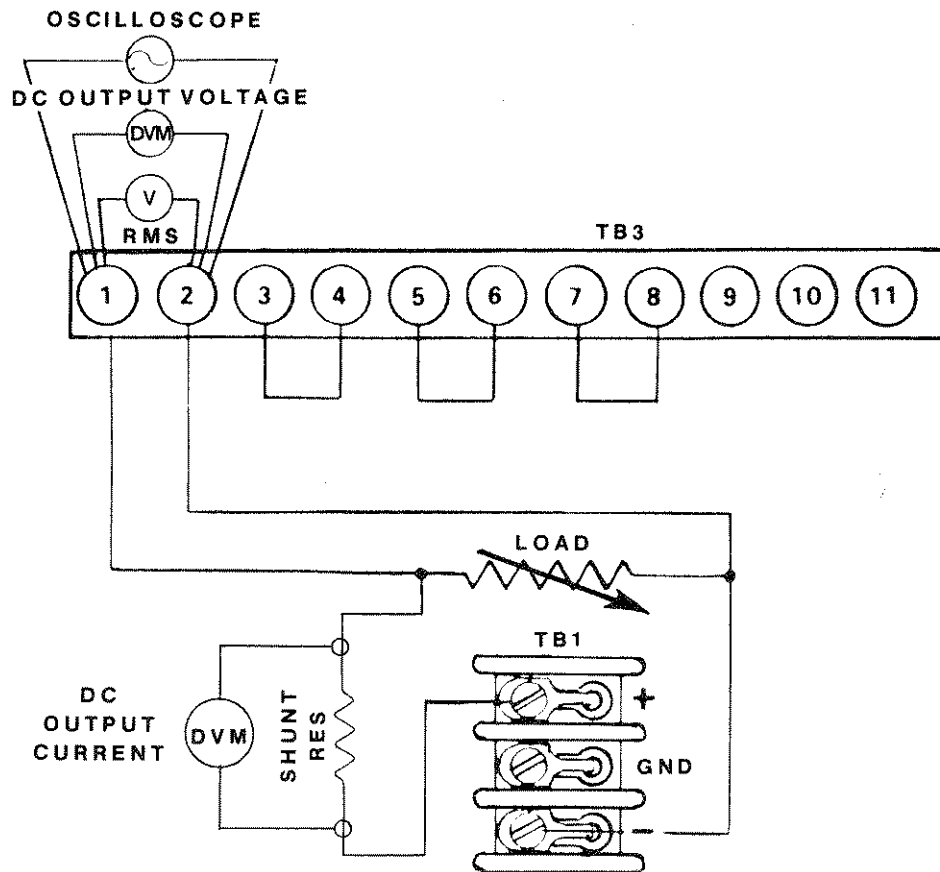 OSCILLOSCOPE
DC OUTPUT VOLTAGE
DVM
V
RMS
TB3
1 2 3 4 5 6 7 8 9 10 11
LOAD
TB1
+
DC
OUTPUT
CURRENT
DVM
SHUNT
RES
GND
-